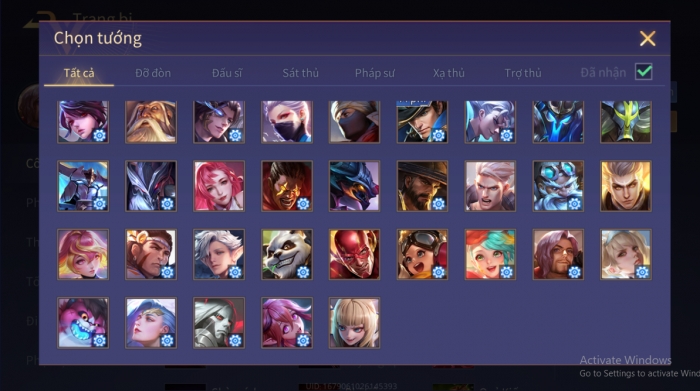 Trang bị
Chọn tướng
Tất cả Đỡ đòn Đấu sĩ Sát thủ Pháp sư Xạ thủ Trợ thủ Đã nhận
Activate Windows
Go to Settings to activate Wind